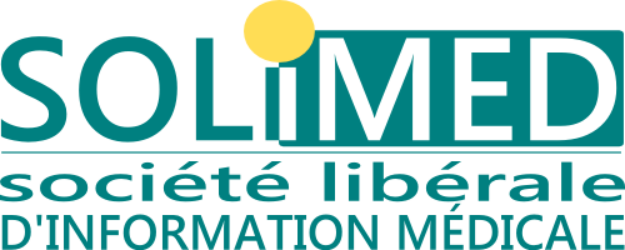 SOLiMED
société libérale
D'INFORMATION MÉDICALE